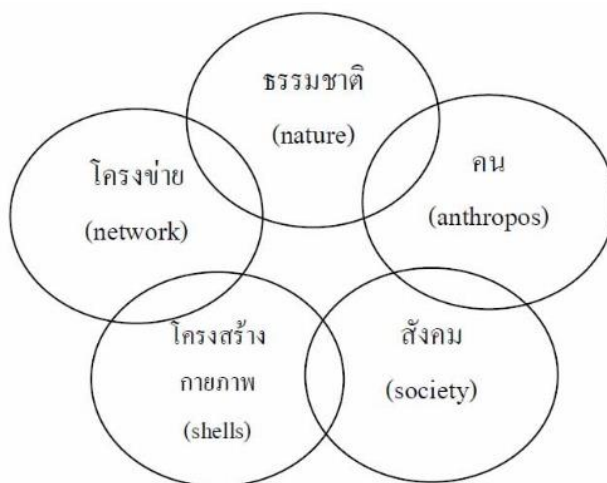 ธรรมชาติ
(nature)
โครงข่าย
(network)
คน
(anthropos)
โครงสร้าง
กายภาพ
(shells)
สังคม
(society)